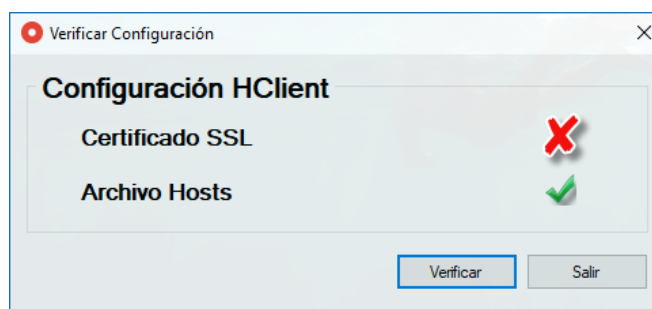 Verificar Configuración
Configuración HClient
Certificado SSL
Archivo Hosts
Verificar Salir